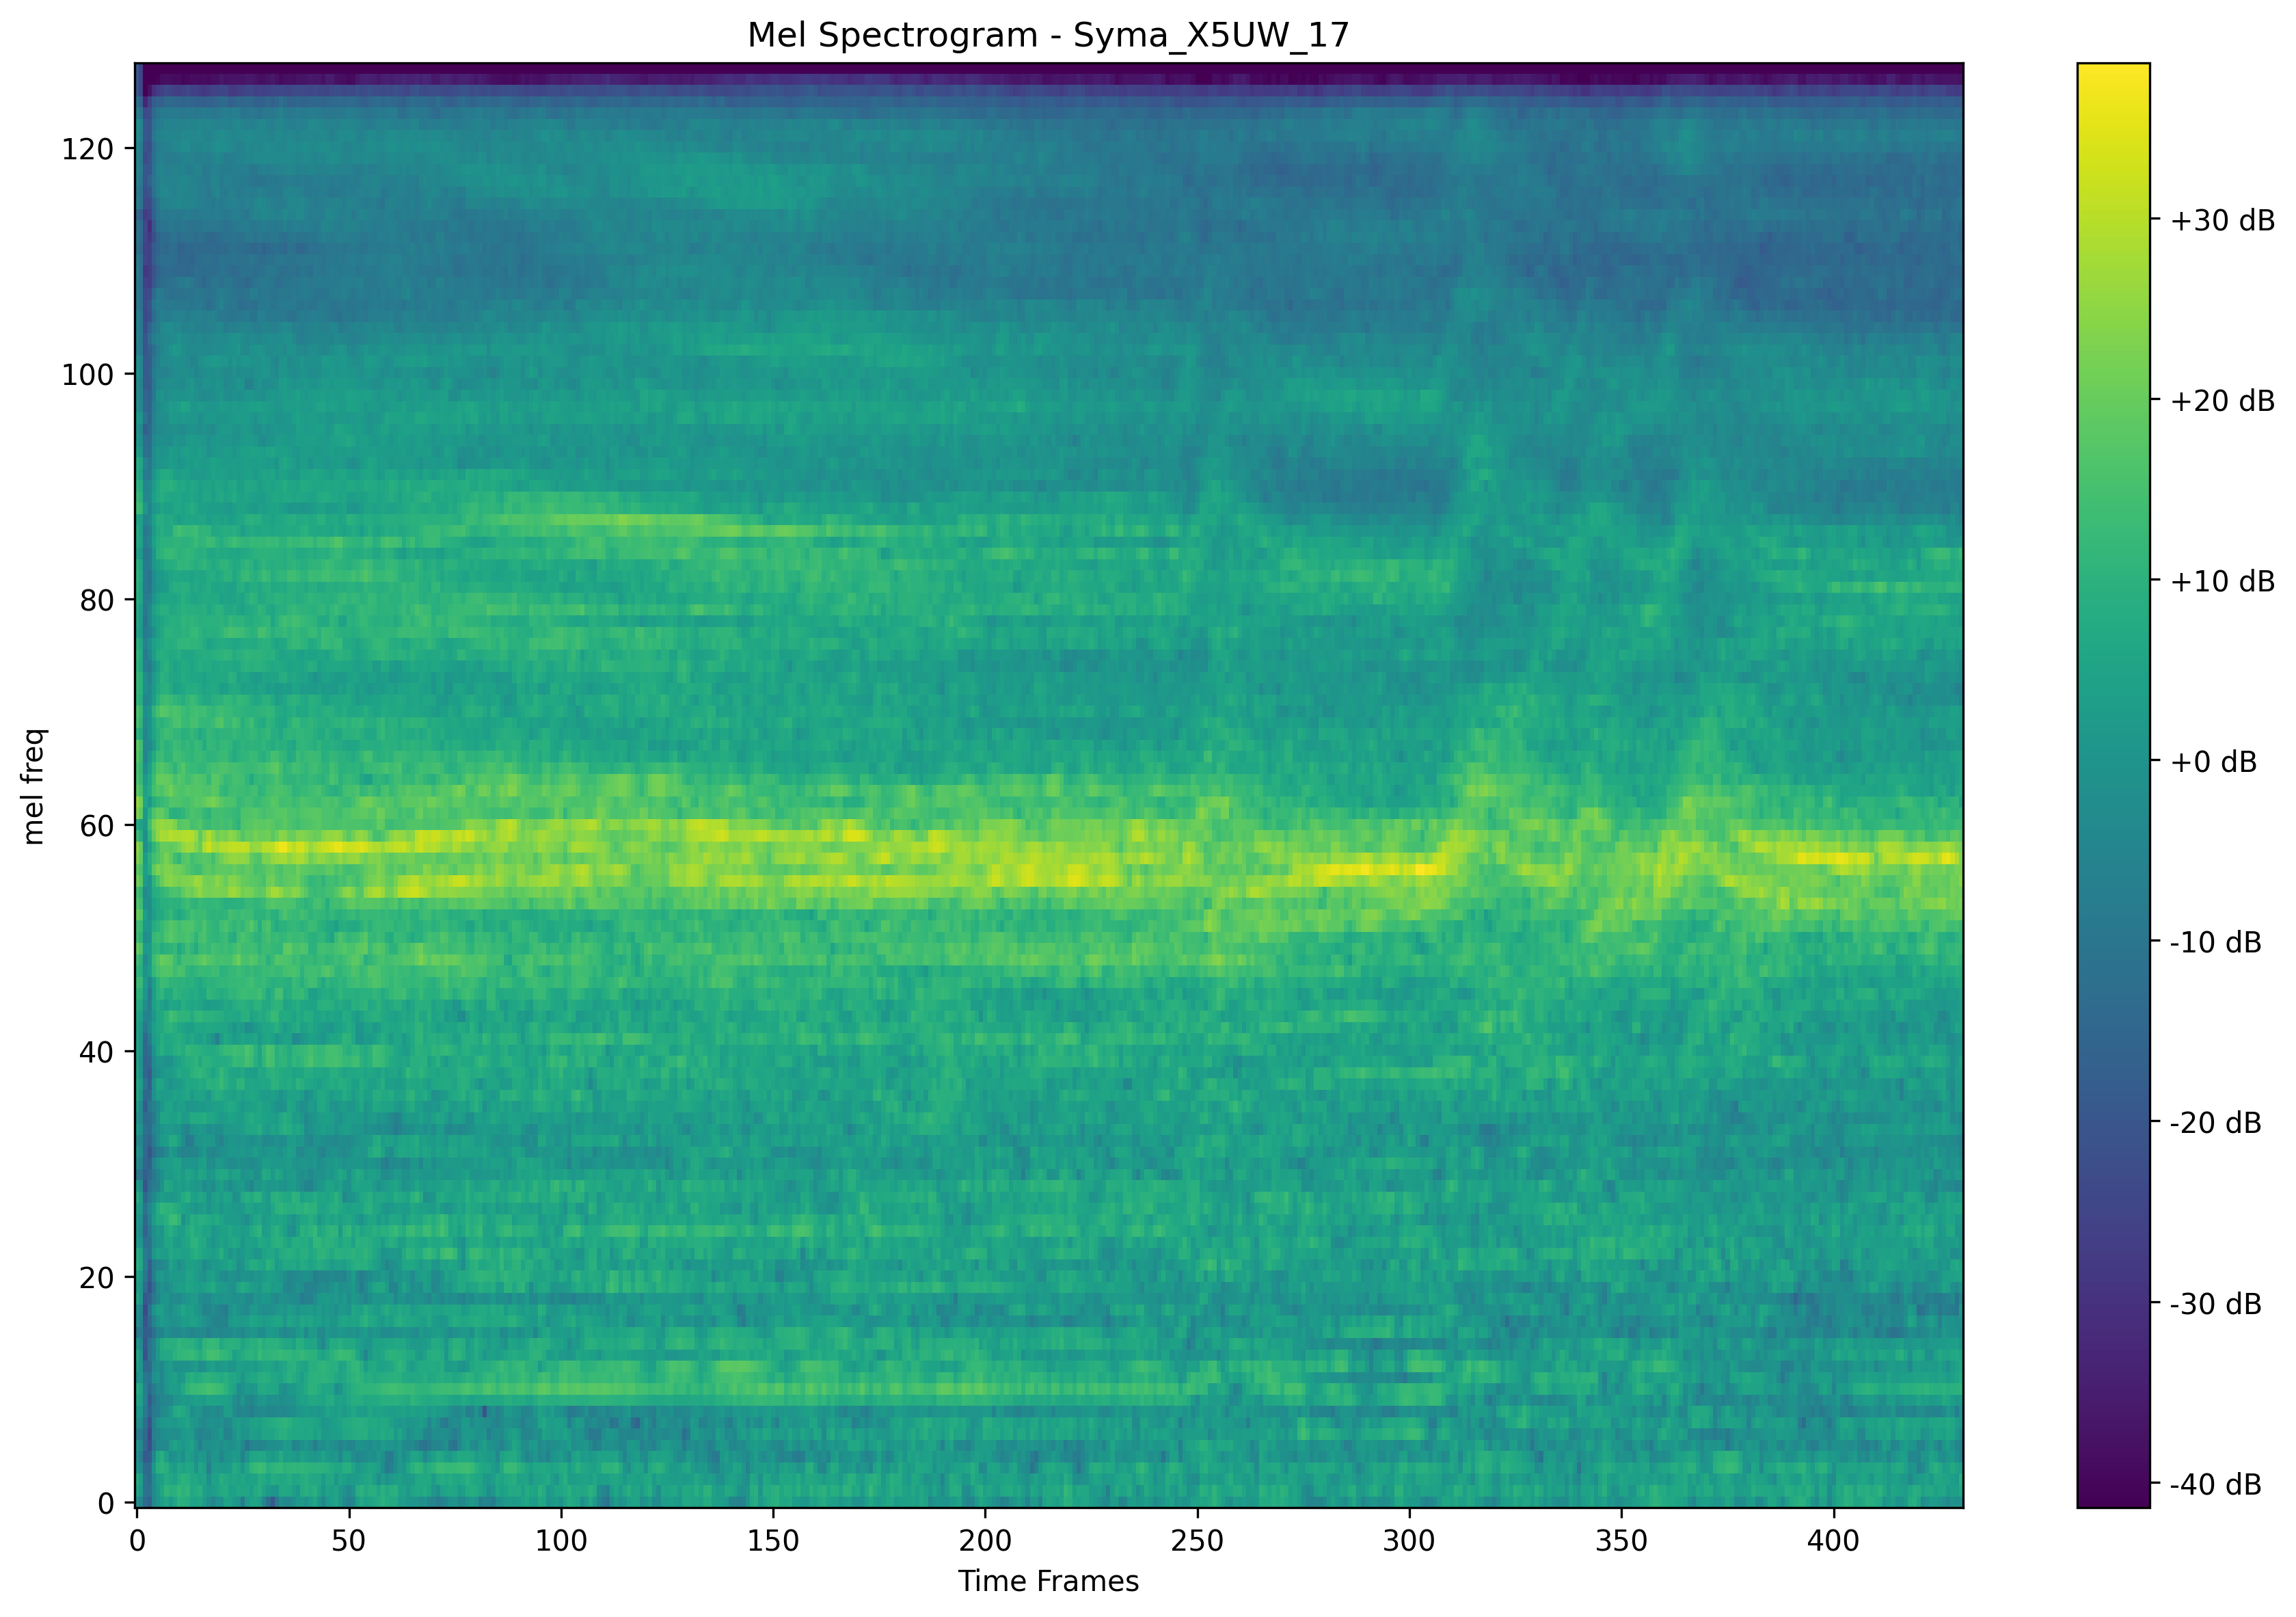 Mel Spectrogram - Syma_X5UW_17
mel freq
120
100
80
60
40
20
0
0 50 100 150 200 250 300 350 400
Time Frames
+30 dB
+20 dB
+10 dB
+0 dB
-10 dB
-20 dB
-30 dB
-40 dB